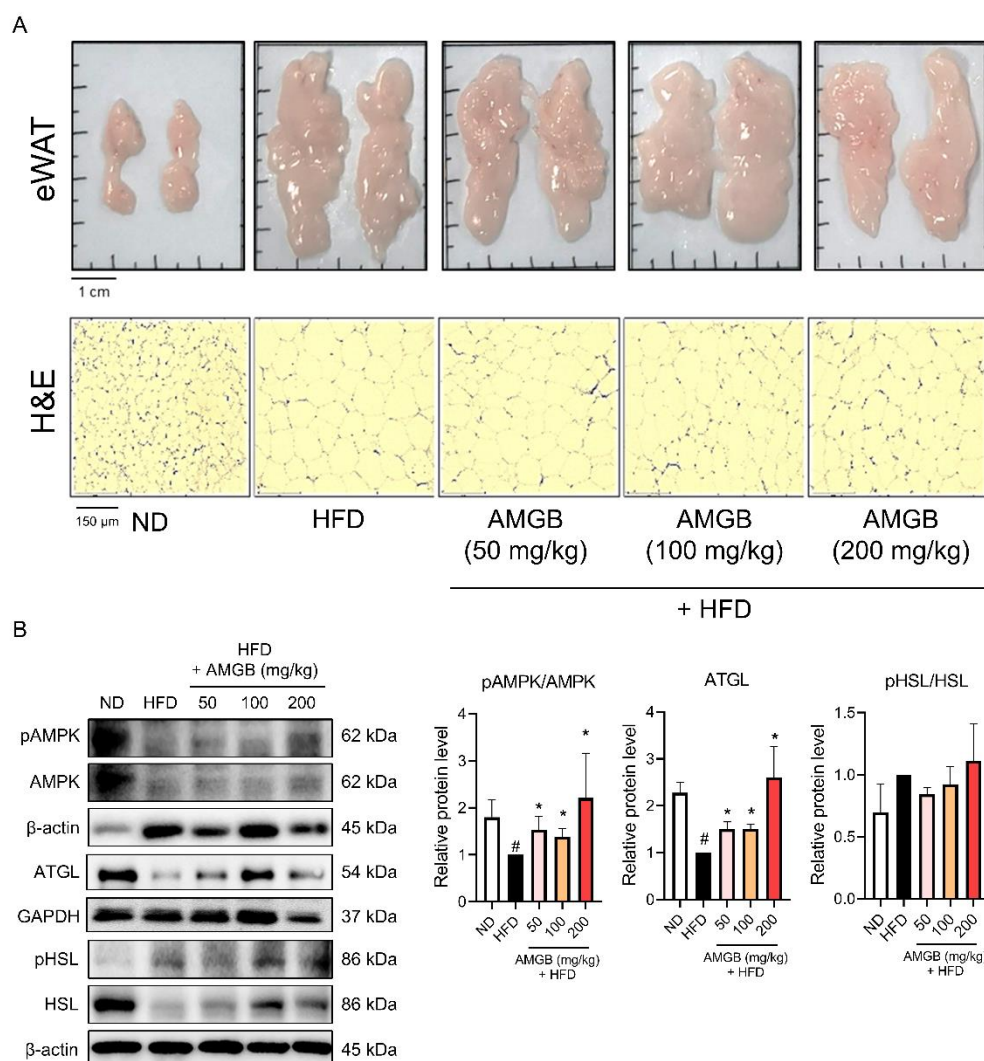 A
eWAT
1 cm
H&E
150 µm
ND
HFD
AMGB
(50 mg/kg)
AMGB
(100 mg/kg)
AMGB
(200 mg/kg)
+ HFD
B
HFD
+ AMGB (mg/kg)
ND HFD 50 100 200
pAMPK 62 kDa
AMPK 62 kDa
β-actin 45 kDa
ATGL 54 kDa
GAPDH 37 kDa
pHSL 86 kDa
HSL 86 kDa
β-actin 45 kDa
pAMPK/AMPK
Relative protein level
4
3
2
1
0
#
*
*
*
ND HFD 50 100 200
AMGB (mg/kg)
+ HFD
ATGL
Relative protein level
4
3
2
1
0
#
*
*
*
ND HFD 50 100 200
AMGB (mg/kg)
+ HFD
pHSL/HSL
Relative protein level
1.5
1.0
0.5
0.0
ND HFD 50 100 200
AMGB (mg/kg)
+ HFD